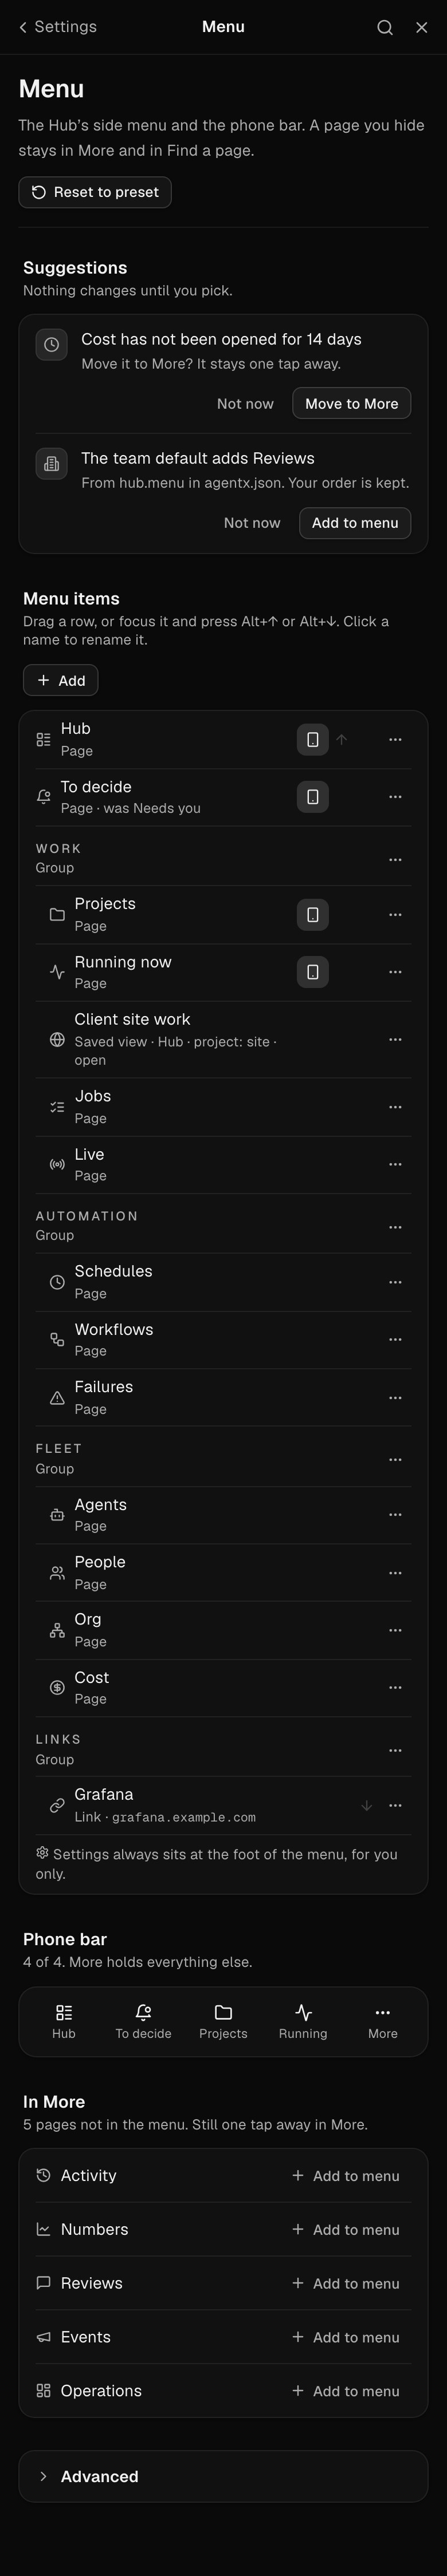 Settings
Menu
Menu
The Hub’s side menu and the phone bar. A page you hide
stays in More and in Find a page.
Reset to preset
Suggestions
Nothing changes until you pick.
Cost has not been opened for 14 days
Move it to More? It stays one tap away.
Not now
Move to More
The team default adds Reviews
From hub.menu in agentx.json. Your order is kept.
Not now
Add to menu
Menu items
Drag a row, or focus it and press Alt+↑ or Alt+↓. Click a
name to rename it.
Add
Hub
Page
To decide
Page · was Needs you
WORK
Group
Projects
Page
Running now
Page
Client site work
Saved view · Hub · project: site ·
open
Jobs
Page
Live
Page
AUTOMATION
Group
Schedules
Page
Workflows
Page
Failures
Page
FLEET
Group
Agents
Page
People
Page
Org
Page
Cost
Page
LINKS
Group
Grafana
Link · grafana.example.com
Settings always sits at the foot of the menu, for you
only.
Phone bar
4 of 4. More holds everything else.
Hub
To decide
Projects
Running
More
In More
5 pages not in the menu. Still one tap away in More.
Activity
Add to menu
Numbers
Add to menu
Reviews
Add to menu
Events
Add to menu
Operations
Add to menu
Advanced